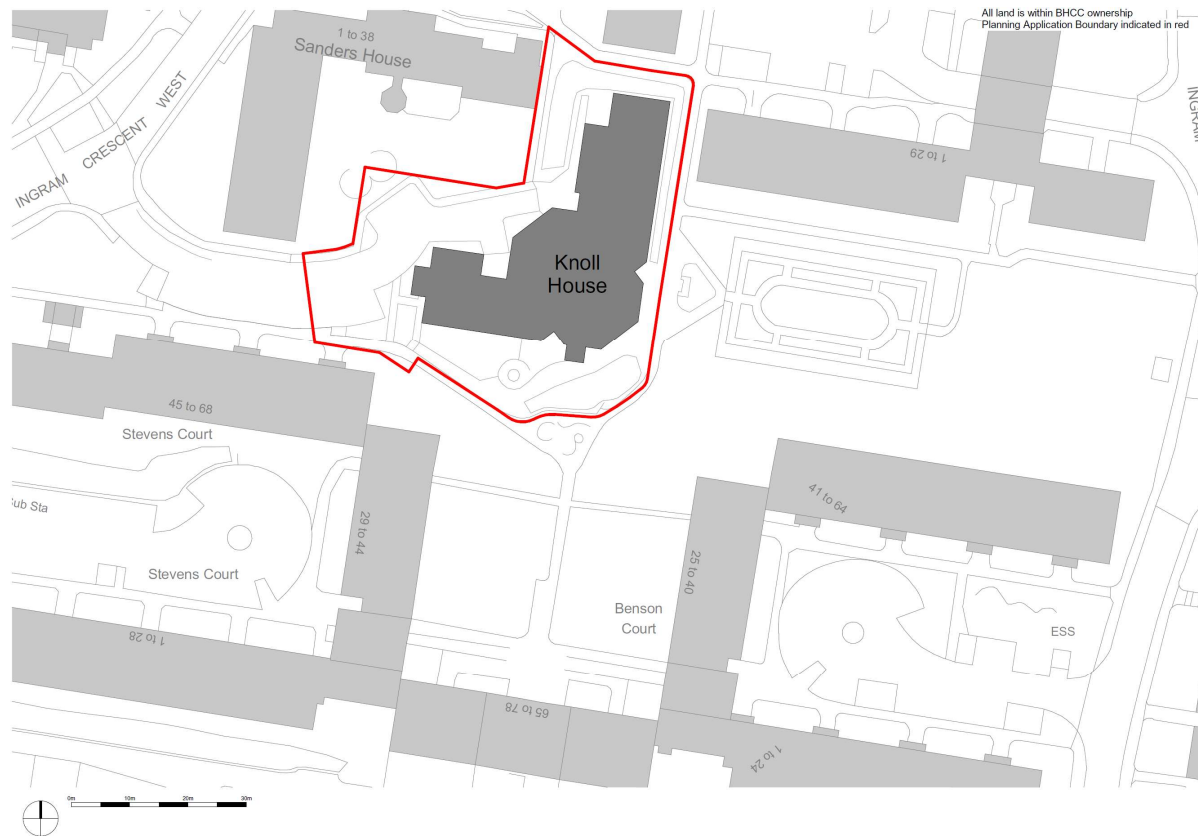 All land is within BHCC ownership
Planning Application Boundary indicated in red
1 to 38
Sanders House
INGRAM CRESCENT WEST
INGRAM
1 to 29
Knoll
House
45 to 68
Stevens Court
41 to 64
Sub Sta
29 to 44
25 to 40
Stevens Court
Benson
Court
ESS
1 to 28
65 to 78
1 to 24
0m 10m 20m 30m